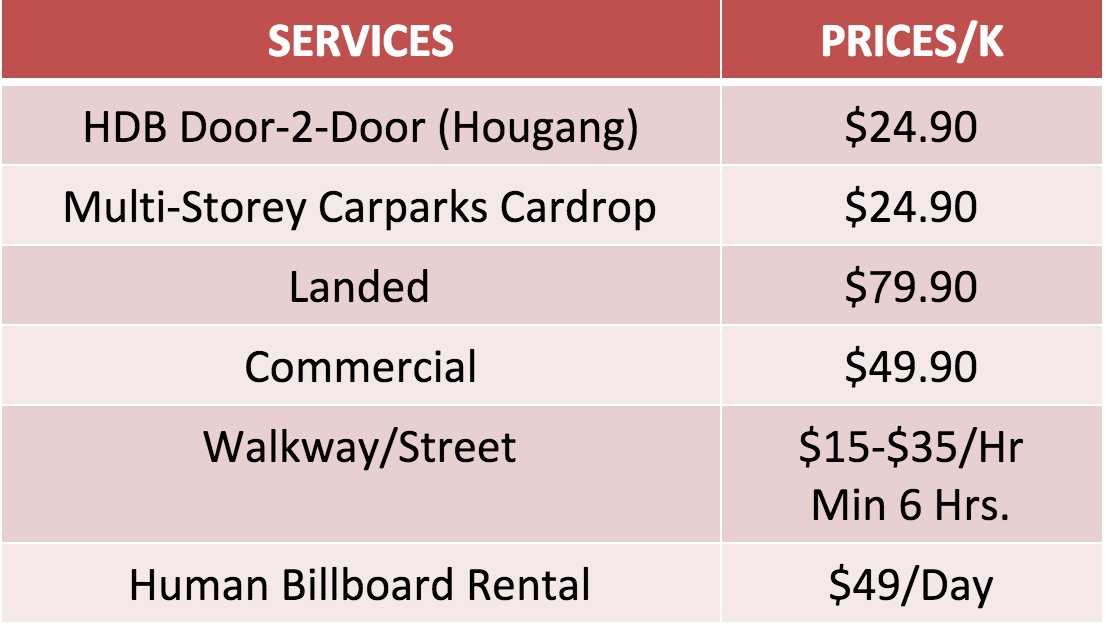 SERVICES PRICES/K
HDB Door-2-Door (Hougang) $24.90
Multi-Storey Carparks Cardrop $24.90
Landed $79.90
Commercial $49.90
Walkway/Street $15-$35/Hr
Min 6 Hrs.
Human Billboard Rental $49/Day